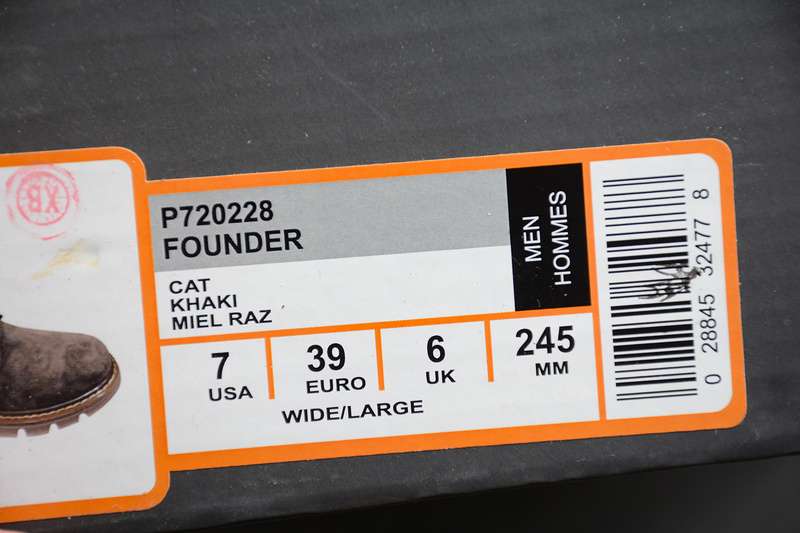 XB
P720228
FOUNDER
MEN
HOMMES
CAT
KHAKI
MIEL RAZ
7
USA
39
EURO
6
UK
245
MM
WIDE/LARGE
0 28845 32477 8